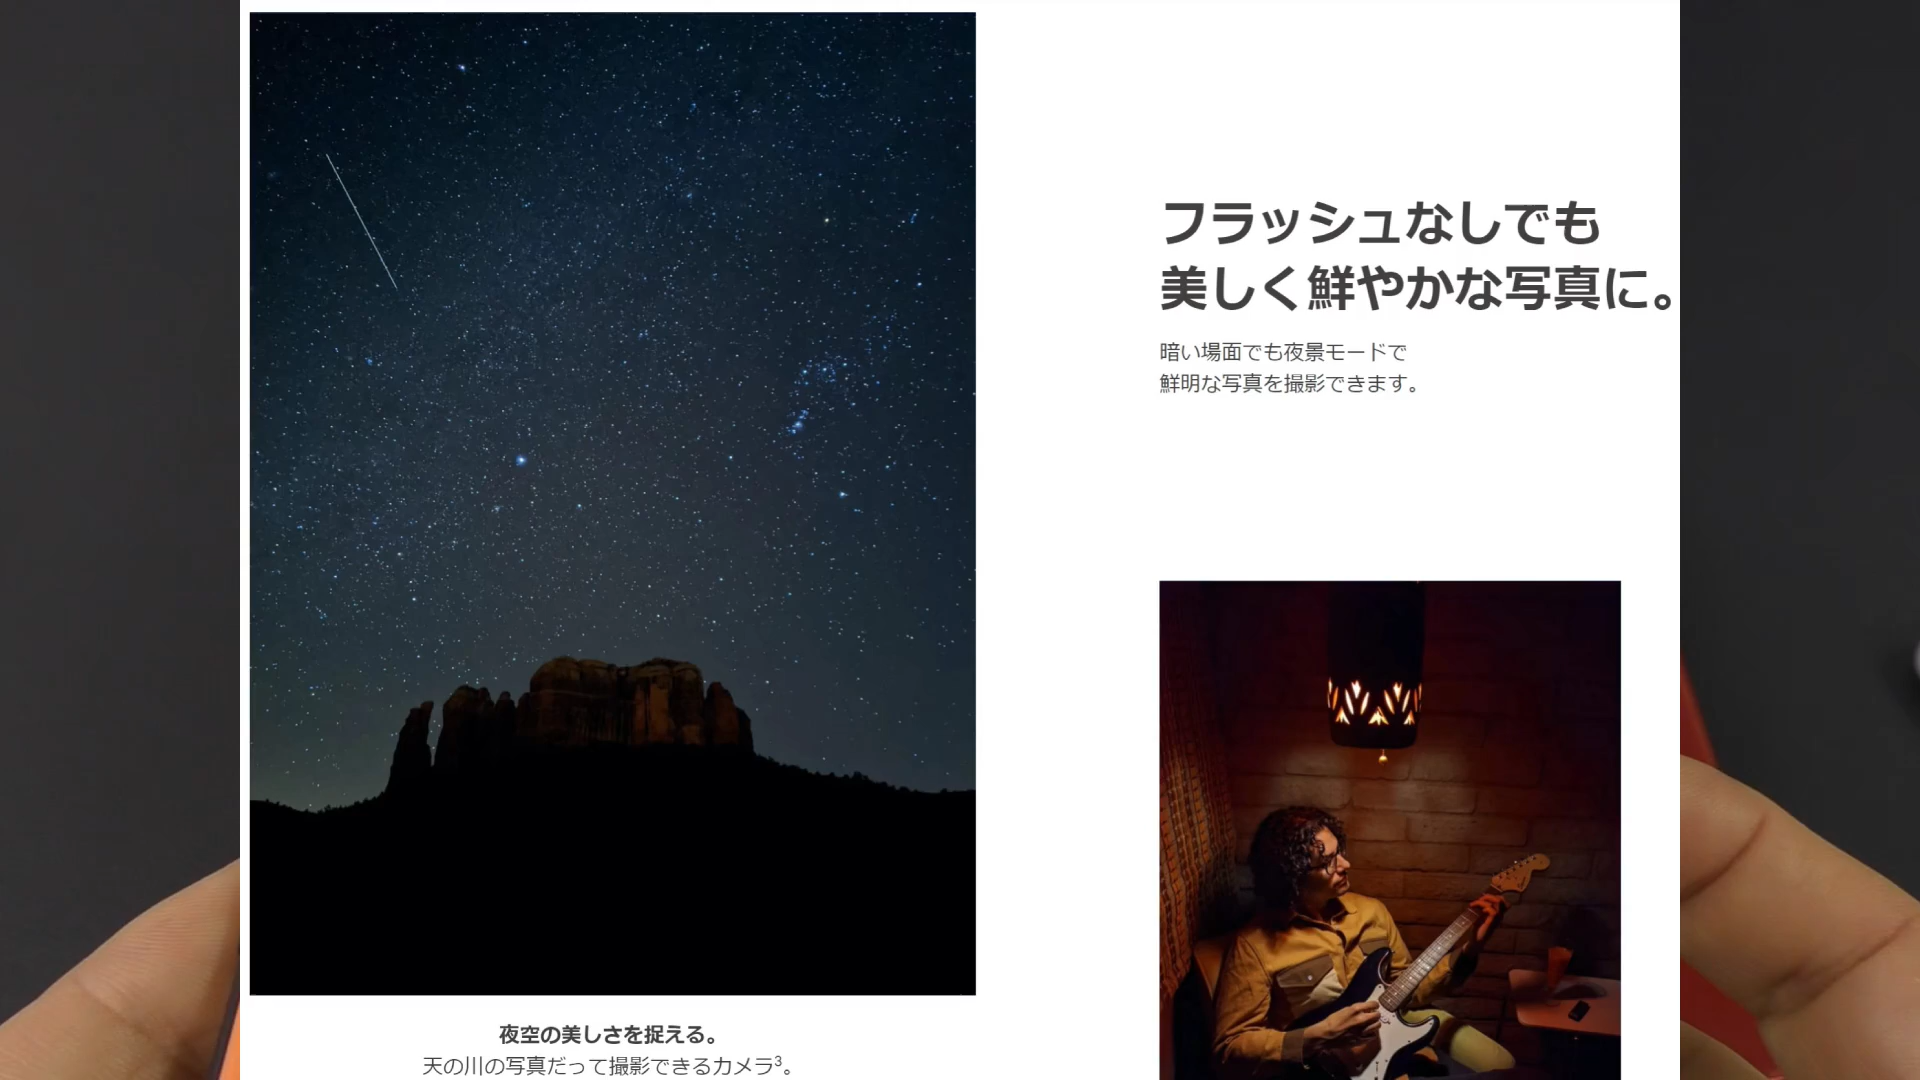 フラッシュなしでも
美しく鮮やかな写真に。
暗い場面でも夜景モードで
鮮明な写真を撮影できます。
夜空の美しさを捉える。
天の川の写真だって撮影できるカメラ3。